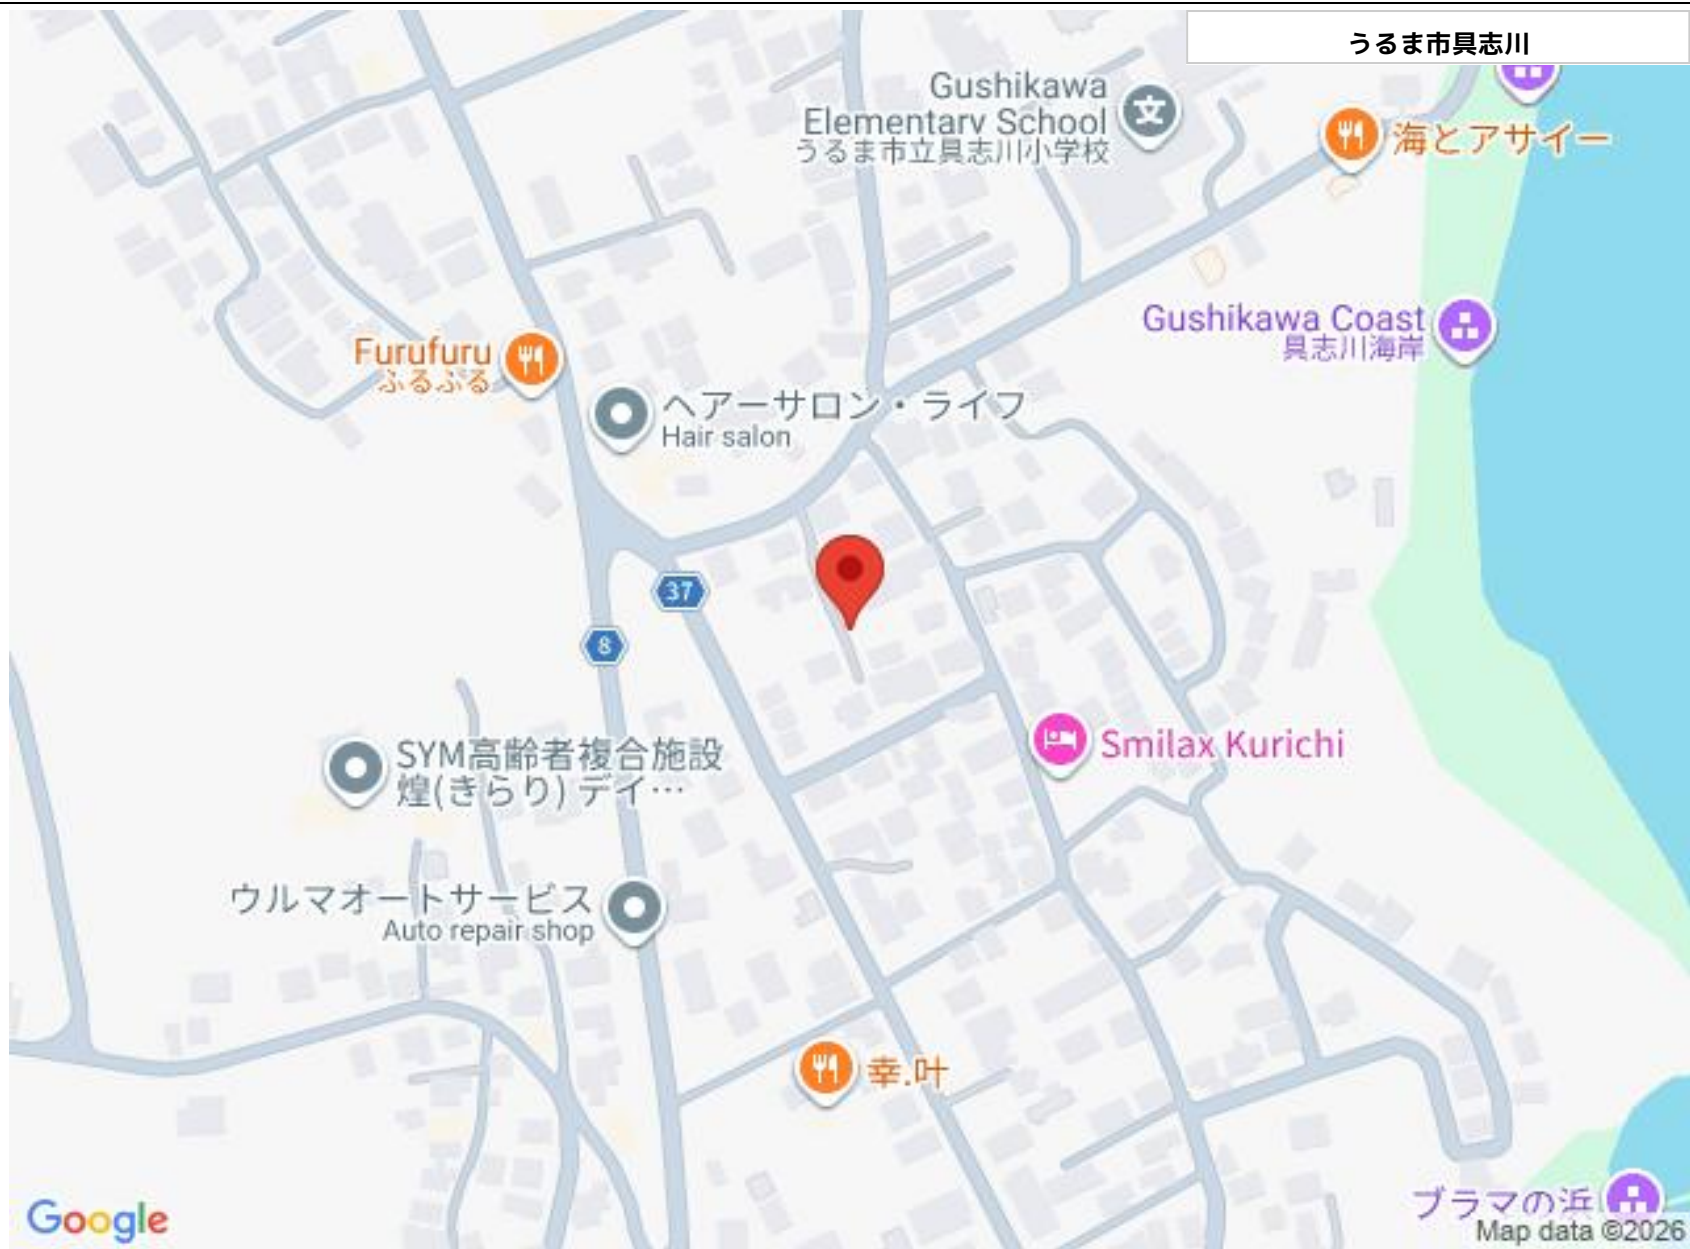 うるま市具志川
Gushikawa
Elementary School
うるま市立具志川小学校
海とアサイー
Gushikawa Coast
具志川海岸
Furufuru
ふるふる
ヘアーサロン・ライフ
Hair salon
37
8
Smilax Kurichi
SYM高齢者複合施設
煌(きらり) デイ…
ウルマオートサービス
Auto repair shop
幸.叶
ブラマの浜
Google
Map data ©2026